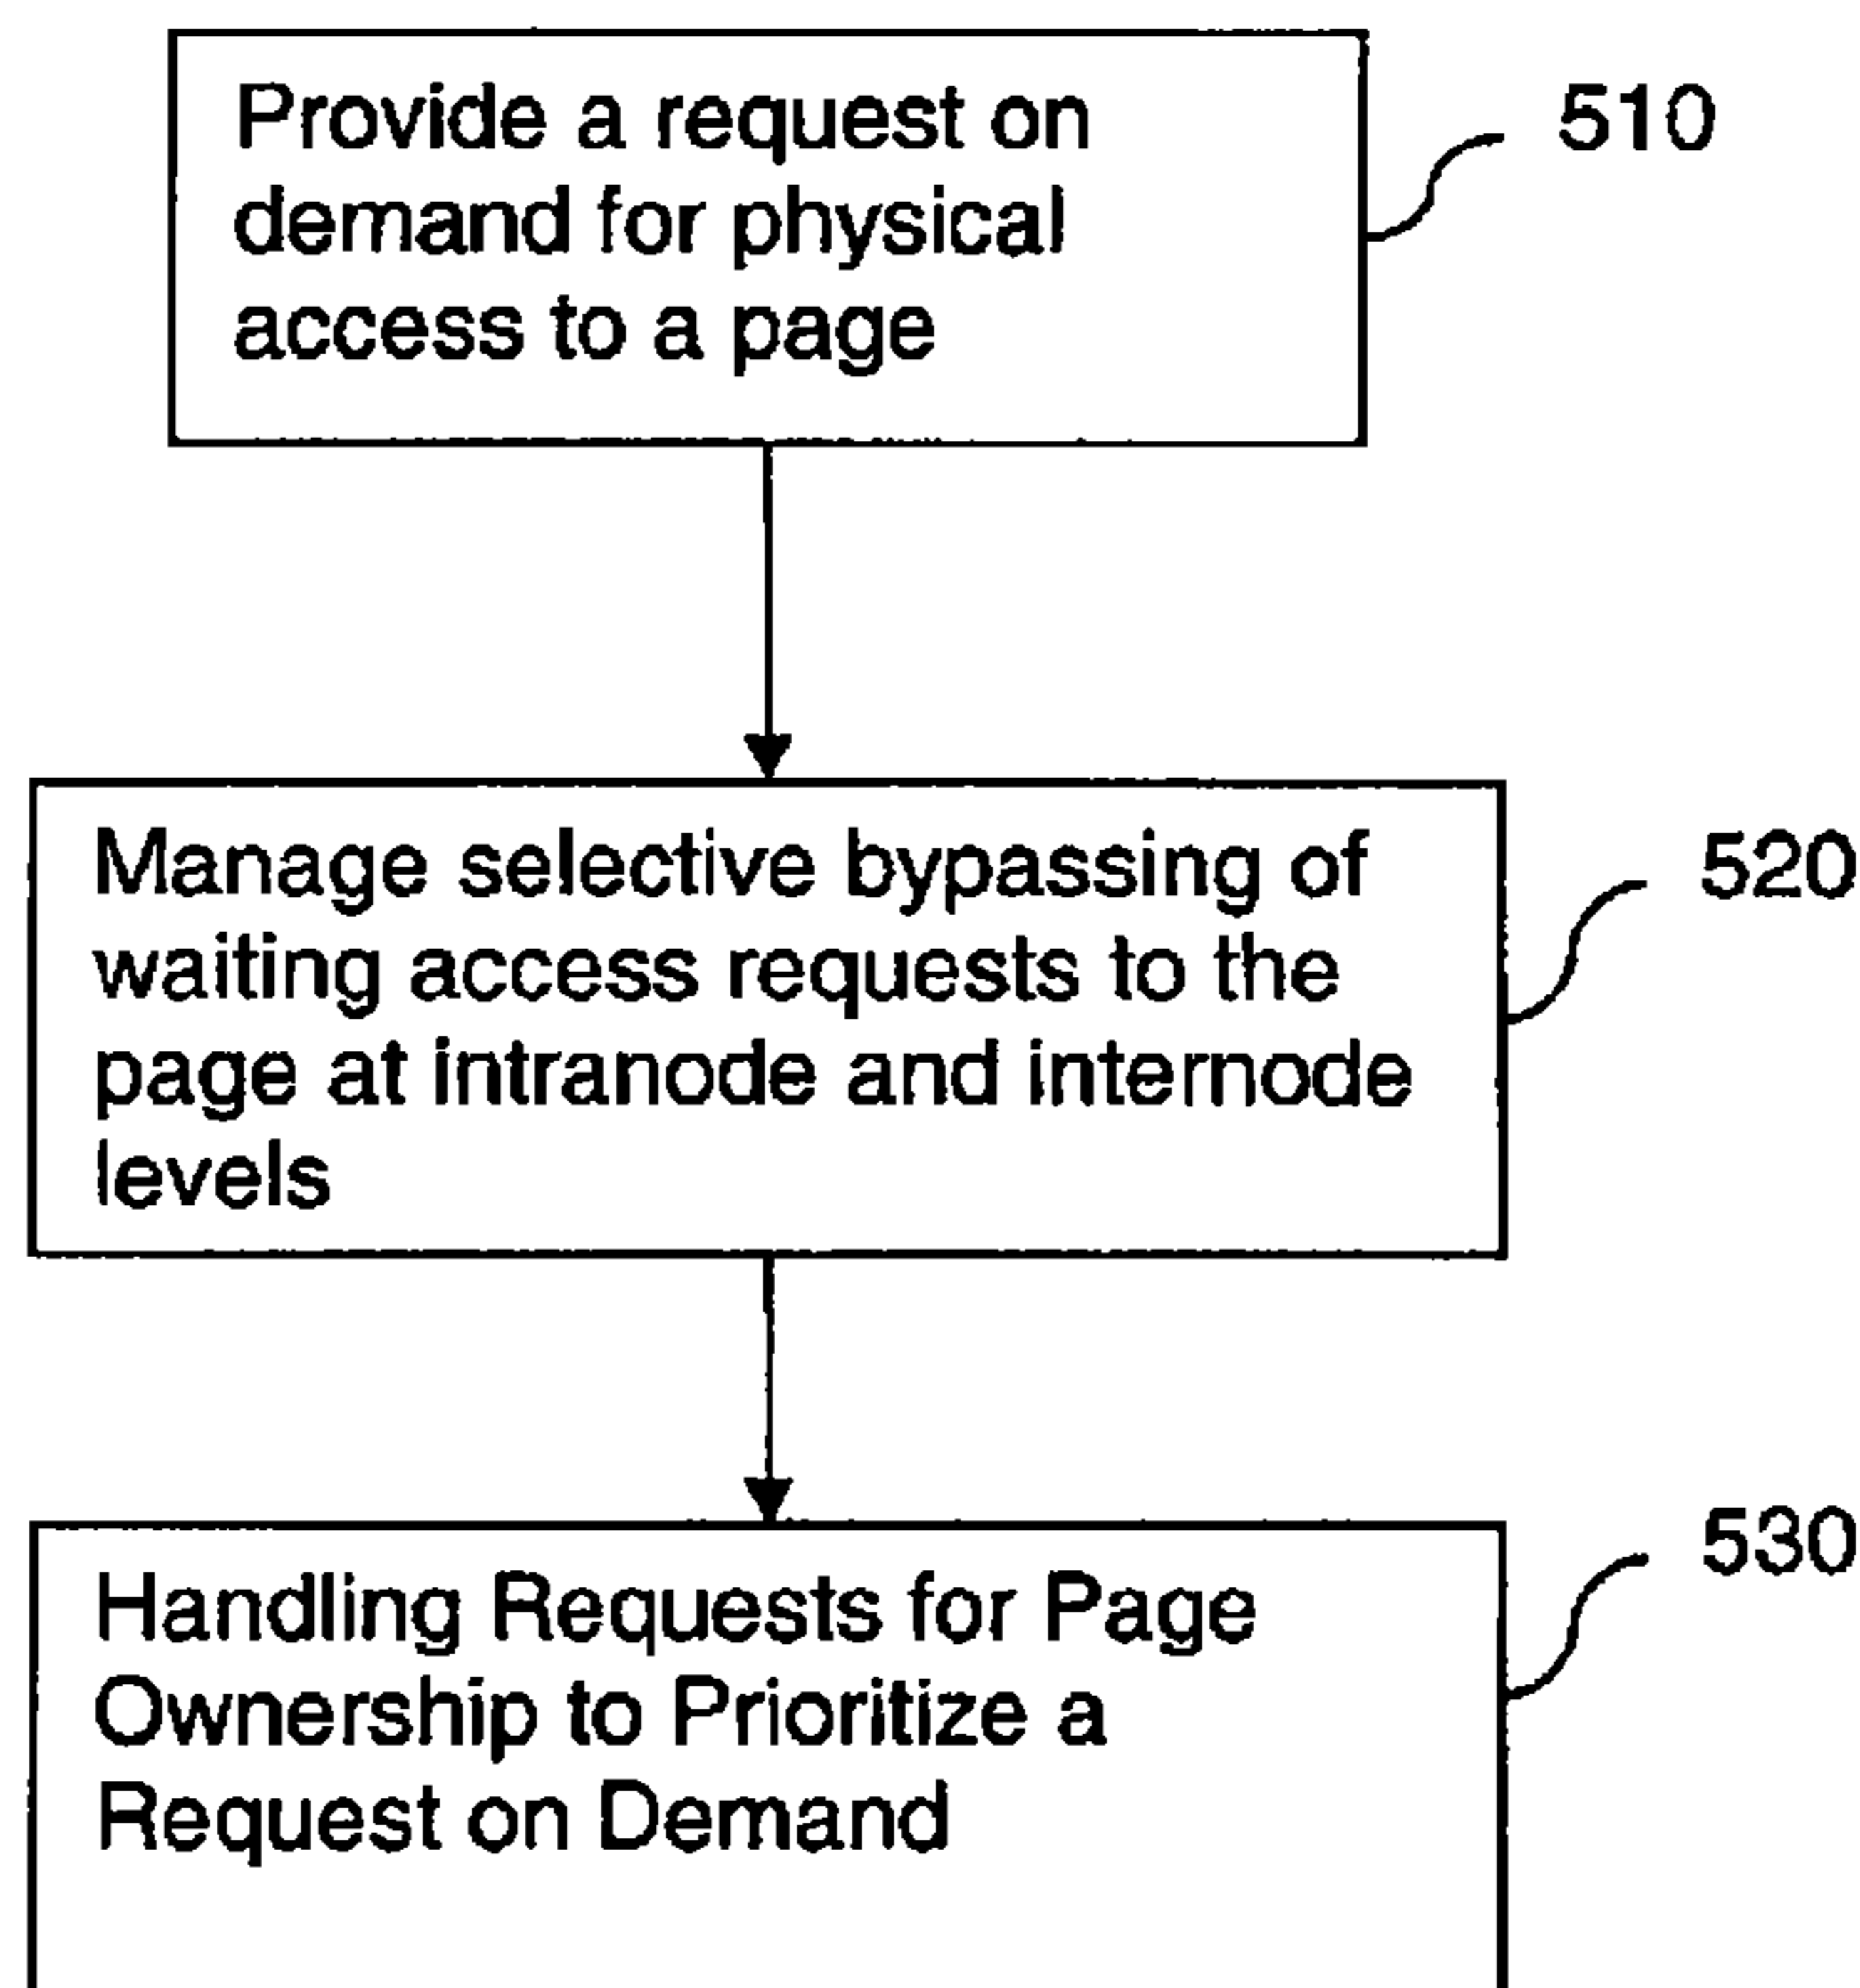 Provide a request on
demand for physical
access to a page
510
Manage selective bypassing of
waiting access requests to the
page at intranode and internode
levels
520
Handling Requests for Page
Ownership to Prioritize a
Request on Demand
530